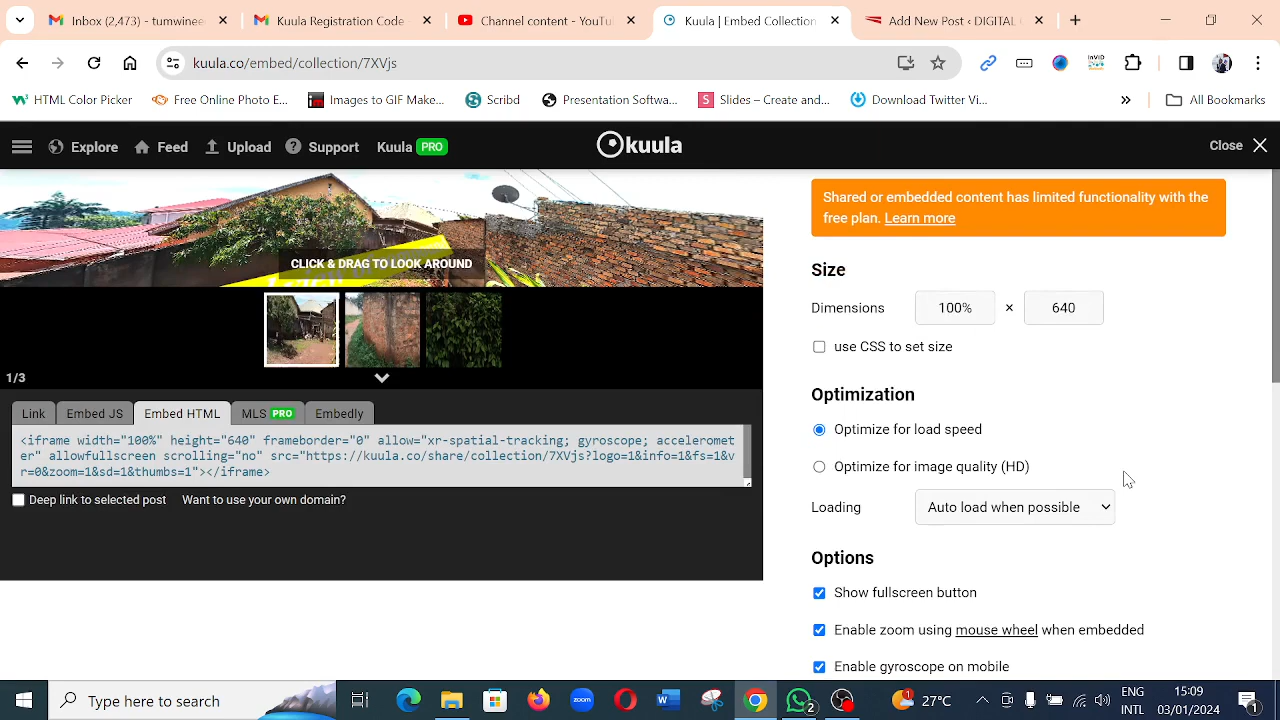 Inbox (2,473) - tumwinee
Kuula Registration Code -
Channel content - YouTu
Kuula | Embed Collection
Add New Post ‹ DIGITAL
kuula.co/embed/collection/7XVjs
HTML Color Picker
Free Online Photo E...
Images to GIF Make...
Scribd
Presentation Softwa...
Slider – Create and...
Download Twitter Vi...
All Bookmarks
Explore Feed Upload Support Kuula PRO
kuula
Close
Shared or embedded content has limited functionality with the
free plan. Learn more
CLICK & DRAG TO LOOK AROUND
Size
Dimensions 100% × 640
use CSS to set size
1/3
Optimization
Link Embed JS Embed HTML MLS PRO Embedly
Optimize for load speed
<iframe width="100%" height="640" frameborder="0" allow="xr-spatial-tracking; gyroscope; acceleromet
er" allowfullscreen scrolling="no" src="https://kuula.co/share/collection/7XVjs?logo=1&info=1&fs=1&v
r=0&zoom=1&sd=1&thumbs=1"></iframe>
Optimize for image quality (HD)
Deep link to selected post Want to use your own domain?
Loading Auto load when possible
Options
Show fullscreen button
Enable zoom using mouse wheel when embedded
Enable gyroscope on mobile
Type here to search
zoom
27°C
ENG
INTL
15:09
03/01/2024